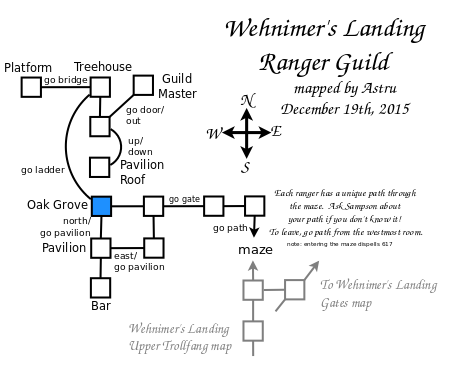 Wehnimer's Landing
Ranger Guild
mapped by Astru
December 19th, 2015
Platform
Treehouse
go bridge
Guild
Master
go door/
out
up/
down
Pavilion
Roof
go ladder
N
W
E
S
Oak Grove
go gate
north/
go pavilion
Pavilion
east/
go pavilion
Bar
go path
maze
Each ranger has a unique path through
the maze. Ask Sampson about
your path if you don't know it!
To leave, go path from the westmost room.
note: entering the maze dispells 617
To Wehnimer's Landing
Gates map
Wehnimer's Landing
Upper Trollfang map